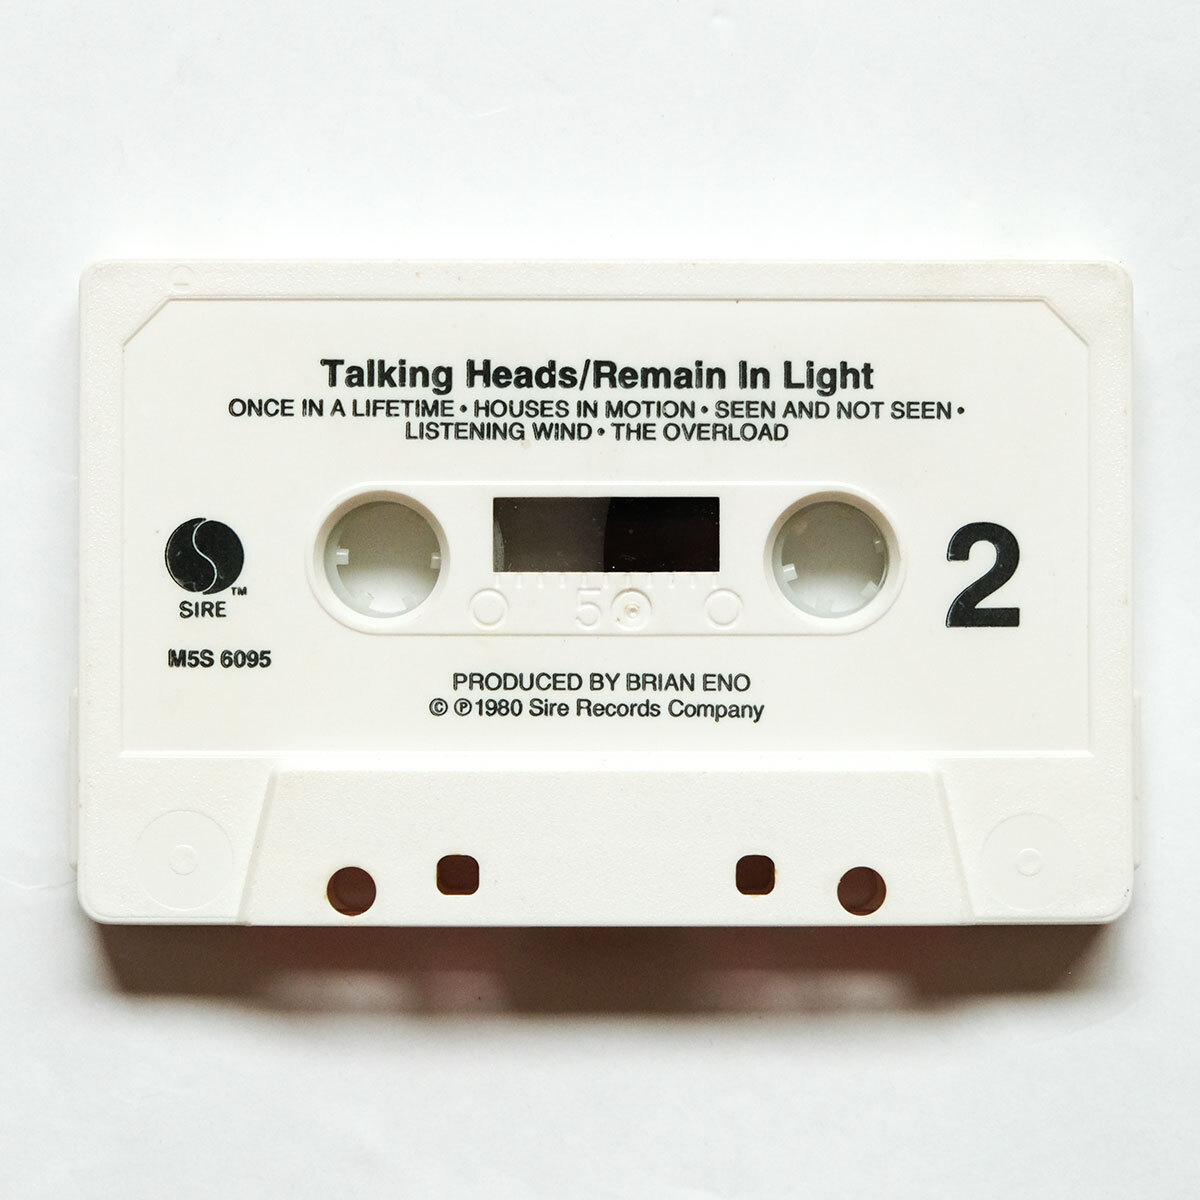 Talking Heads/Remain In Light
ONCE IN A LIFETIME • HOUSES IN MOTION • SEEN AND NOT SEEN •
LISTENING WIND • THE OVERLOAD
50
2
SIRE™
M5S 6095
PRODUCED BY BRIAN ENO
© ℗ 1980 Sire Records Company